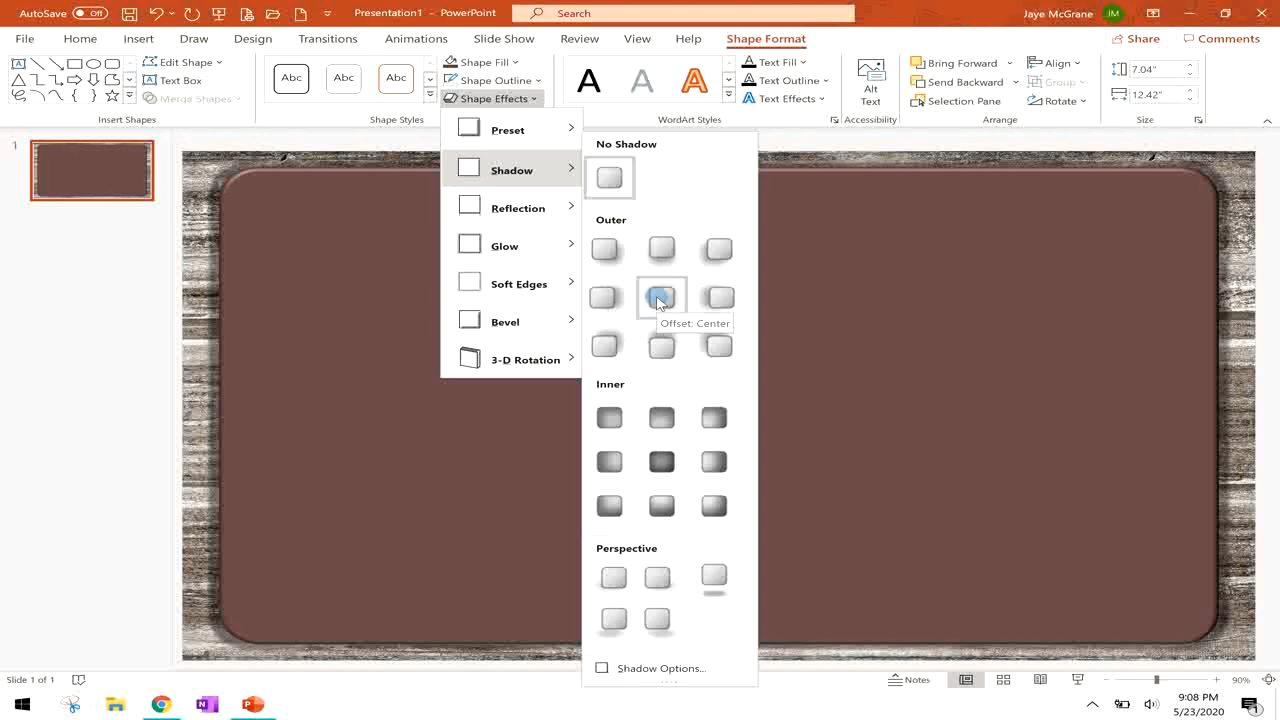 AutoSave Off Presentation1 - PowerPoint Search Jaye McGrane JM
File Home Insert Draw Design Transitions Animations Slide Show Review View Help Shape Format Share Comments
Edit Shape
Text Box
Merge Shapes
Insert Shapes
Abc Abc Abc
Shape Fill
Shape Outline
Shape Effects
Shape Styles
A A A
Text Fill
Text Outline
Text Effects
WordArt Styles
Alt
Text
Accessibility
Bring Forward
Send Backward
Selection Pane
Align
Group
Rotate
Arrange
7.04"
12.42"
Size
1
Preset
Shadow
Reflection
Glow
Soft Edges
Bevel
3-D Rotation
No Shadow
Outer
Offset: Center
Inner
Perspective
Shadow Options...
Slide 1 of 1 Notes 90%
9:08 PM
5/23/2020
1